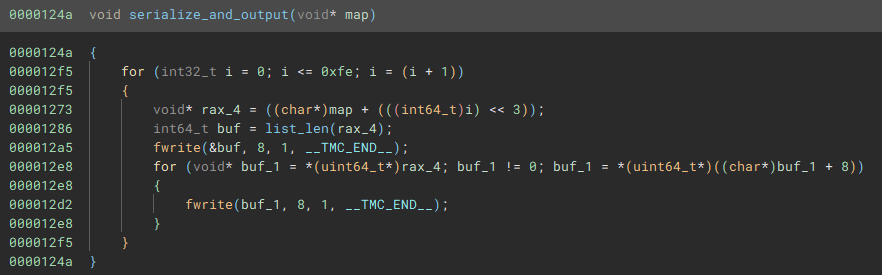 0000124a  void serialize_and_output(void* map)
0000124a  {
000012f5      for (int32_t i = 0; i <= 0xfe; i = (i + 1))
000012f5      {
00001273          void* rax_4 = ((char*)map + (((int64_t)i) << 3));
00001286          int64_t buf = list_len(rax_4);
000012a5          fwrite(&buf, 8, 1, __TMC_END__);
000012e8          for (void* buf_1 = *(uint64_t*)rax_4; buf_1 != 0; buf_1 = *(uint64_t*)((char*)buf_1 + 8))
000012e8          {
000012d2              fwrite(buf_1, 8, 1, __TMC_END__);
000012e8          }
000012f5      }
0000124a  }